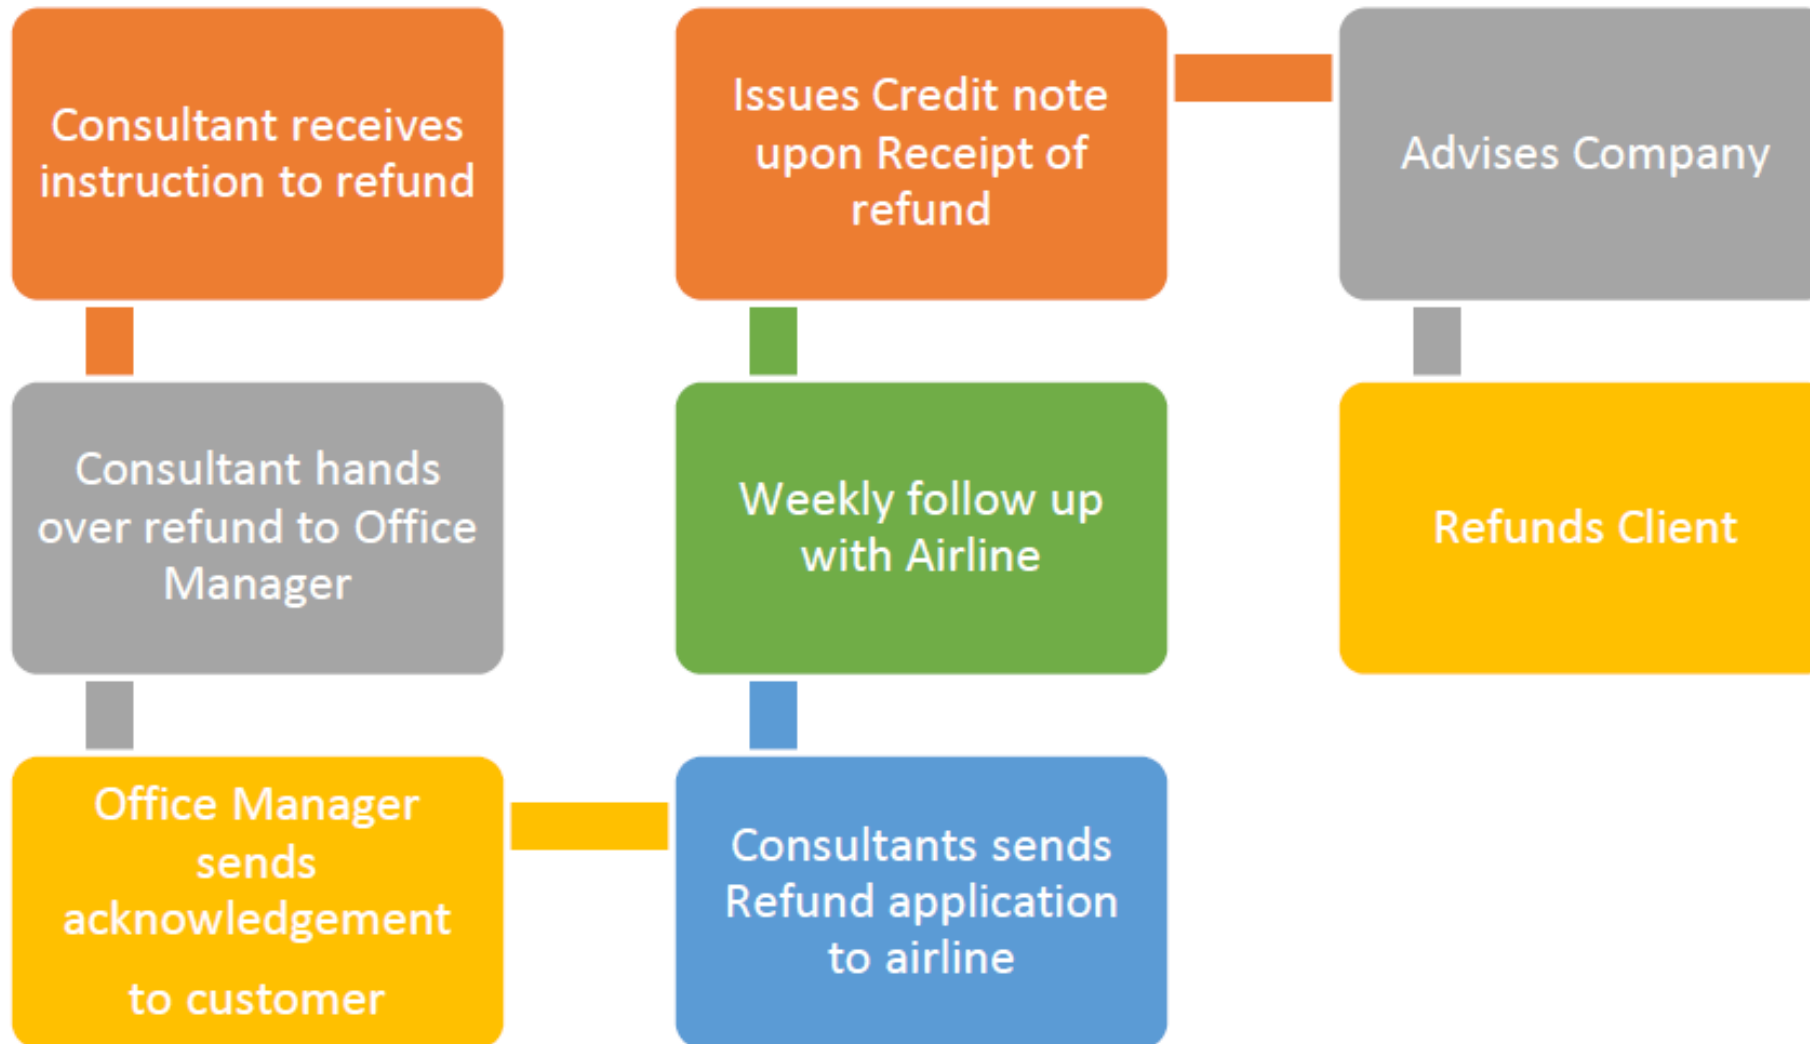 Consultant receives
instruction to refund
Consultant hands
over refund to Office
Manager
Office Manager
sends
acknowledgement
to customer
Consultants sends
Refund application
to airline
Weekly follow up
with Airline
Issues Credit note
upon Receipt of
refund
Advises Company
Refunds Client